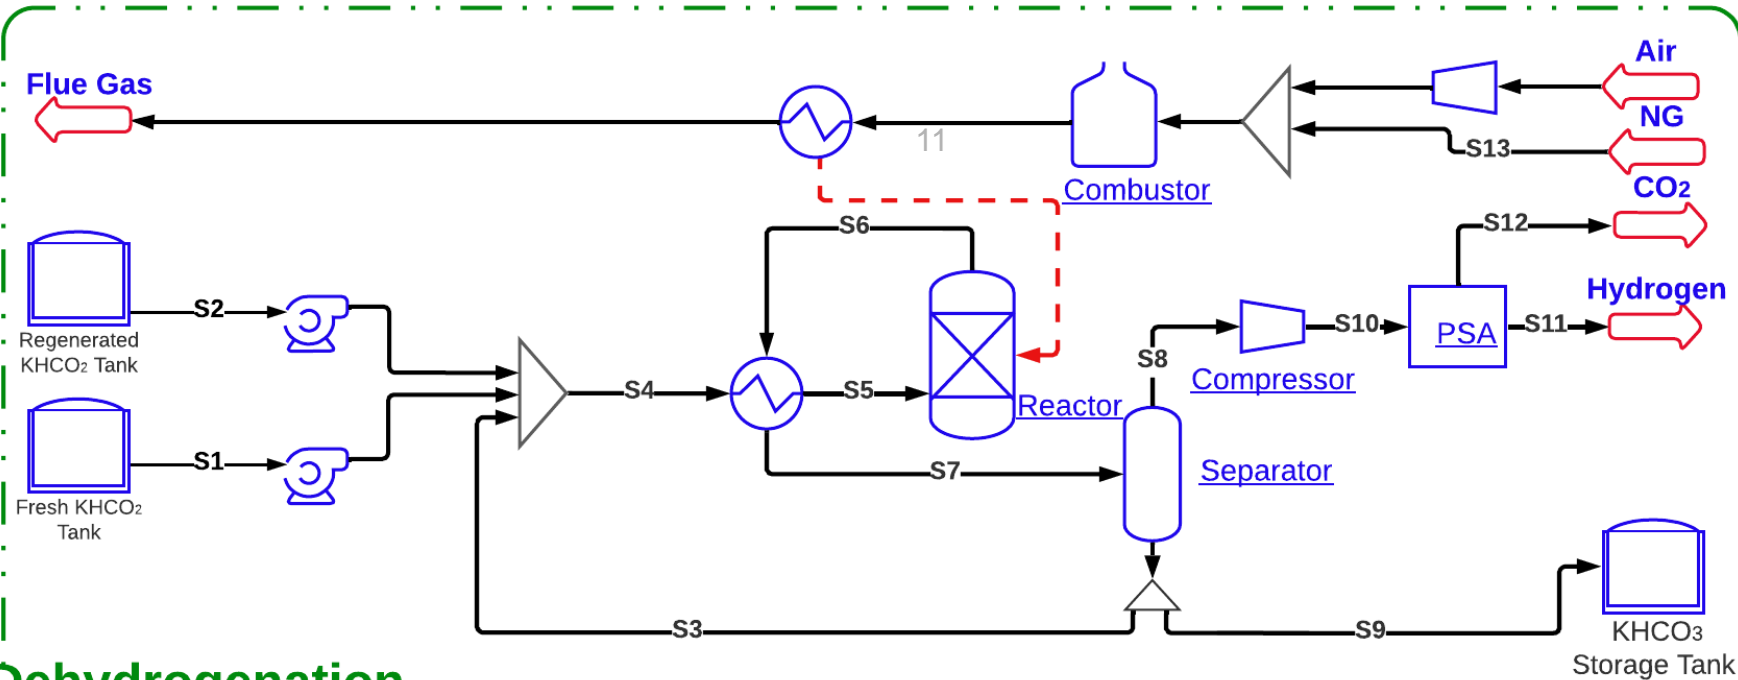 Flue Gas
Air
NG
11
S13
Combustor
CO2
S12
S6
Hydrogen
S2
Regenerated
KHCO2 Tank
S10
PSA
S11
S8
Compressor
S4
S5
Reactor
S1
Fresh KHCO2
Tank
S7
Separator
S3
S9
KHCO3
Storage Tank
Dehydrogenation